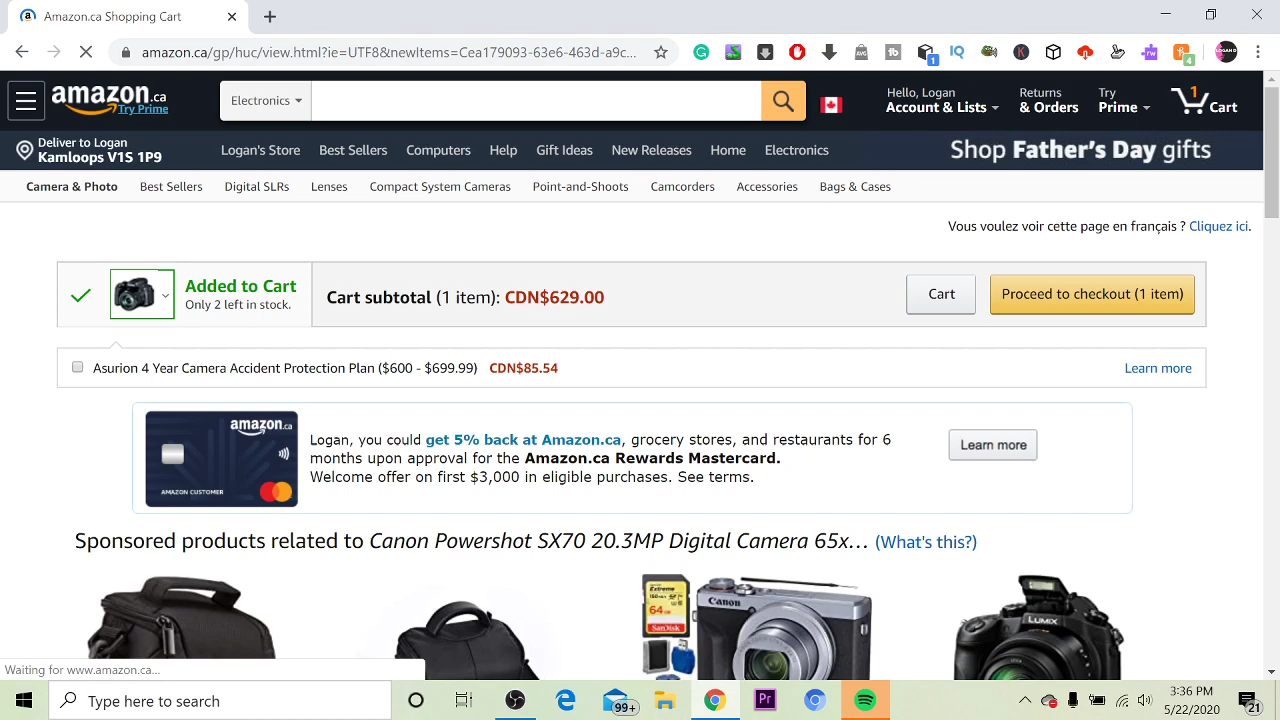 Amazon.ca Shopping Cart
amazon.ca/gp/huc/view.html?ie=UTF8&newItems=Cea179093-63e6-463d-a9c...
amazon.ca
Try Prime
Electronics
Hello, Logan
Account & Lists
Returns
& Orders
Try
Prime
1
Cart
Deliver to Logan
Kamloops V1S 1P9
Logan's Store Best Sellers Computers Help Gift Ideas New Releases Home Electronics
Shop Father's Day gifts
Camera & Photo Best Sellers Digital SLRs Lenses Compact System Cameras Point-and-Shoots Camcorders Accessories Bags & Cases
Vous voulez voir cette page en français ? Cliquez ici.
Added to Cart
Only 2 left in stock.
Cart subtotal (1 item): CDN$629.00
Cart
Proceed to checkout (1 item)
Asurion 4 Year Camera Accident Protection Plan ($600 - $699.99) CDN$85.54
Learn more
amazon.ca
AMAZON CUSTOMER
Logan, you could get 5% back at Amazon.ca, grocery stores, and restaurants for 6
months upon approval for the Amazon.ca Rewards Mastercard.
Welcome offer on first $3,000 in eligible purchases. See terms.
Learn more
Sponsored products related to Canon Powershot SX70 20.3MP Digital Camera 65x... (What's this?)
Extreme
64
SanDisk
Canon
LUMIX
Waiting for www.amazon.ca...
Type here to search
99+
Pr
3:36 PM
5/22/2020
21